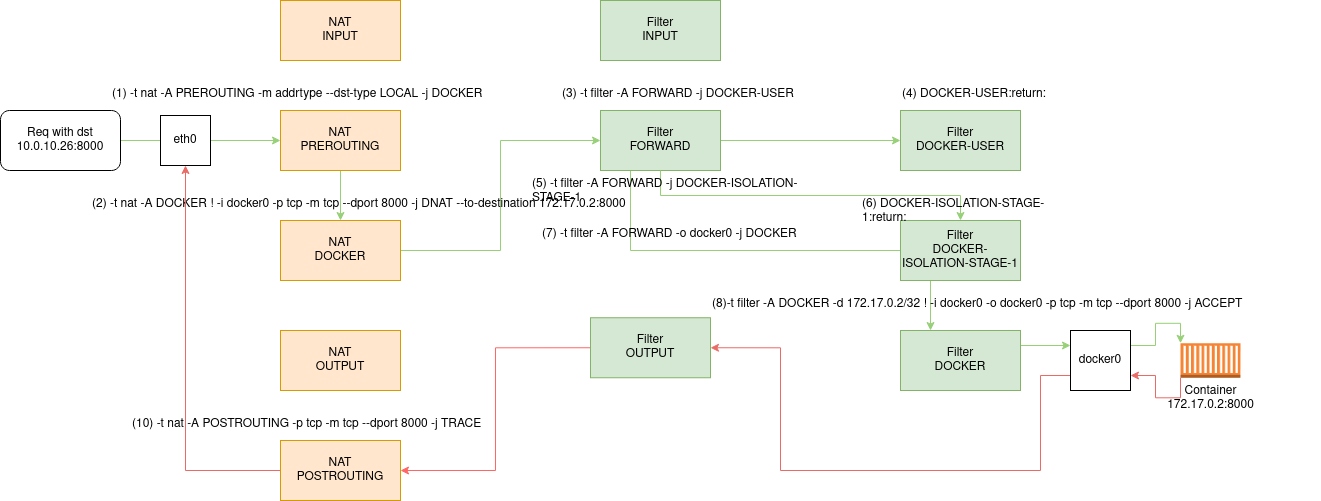 NAT
INPUT
Filter
INPUT
(1) -t nat -A PREROUTING -m addrtype --dst-type LOCAL -j DOCKER
(3) -t filter -A FORWARD -j DOCKER-USER
(4) DOCKER-USER:return:
Req with dst
10.0.10.26:8000
eth0
NAT
PREROUTING
Filter
FORWARD
Filter
DOCKER-USER
(5) -t filter -A FORWARD -j DOCKER-ISOLATION-
STAGE-1
(2) -t nat -A DOCKER ! -i docker0 -p tcp -m tcp --dport 8000 -j DNAT --to-destination 172.17.0.2:8000
(6) DOCKER-ISOLATION-STAGE-
1:return:
(7) -t filter -A FORWARD -o docker0 -j DOCKER
NAT
DOCKER
Filter
DOCKER-
ISOLATION-STAGE-1
(8)-t filter -A DOCKER -d 172.17.0.2/32 ! -i docker0 -o docker0 -p tcp -m tcp --dport 8000 -j ACCEPT
NAT
OUTPUT
Filter
OUTPUT
Filter
DOCKER
docker0
Container
172.17.0.2:8000
(10) -t nat -A POSTROUTING -p tcp -m tcp --dport 8000 -j TRACE
NAT
POSTROUTING